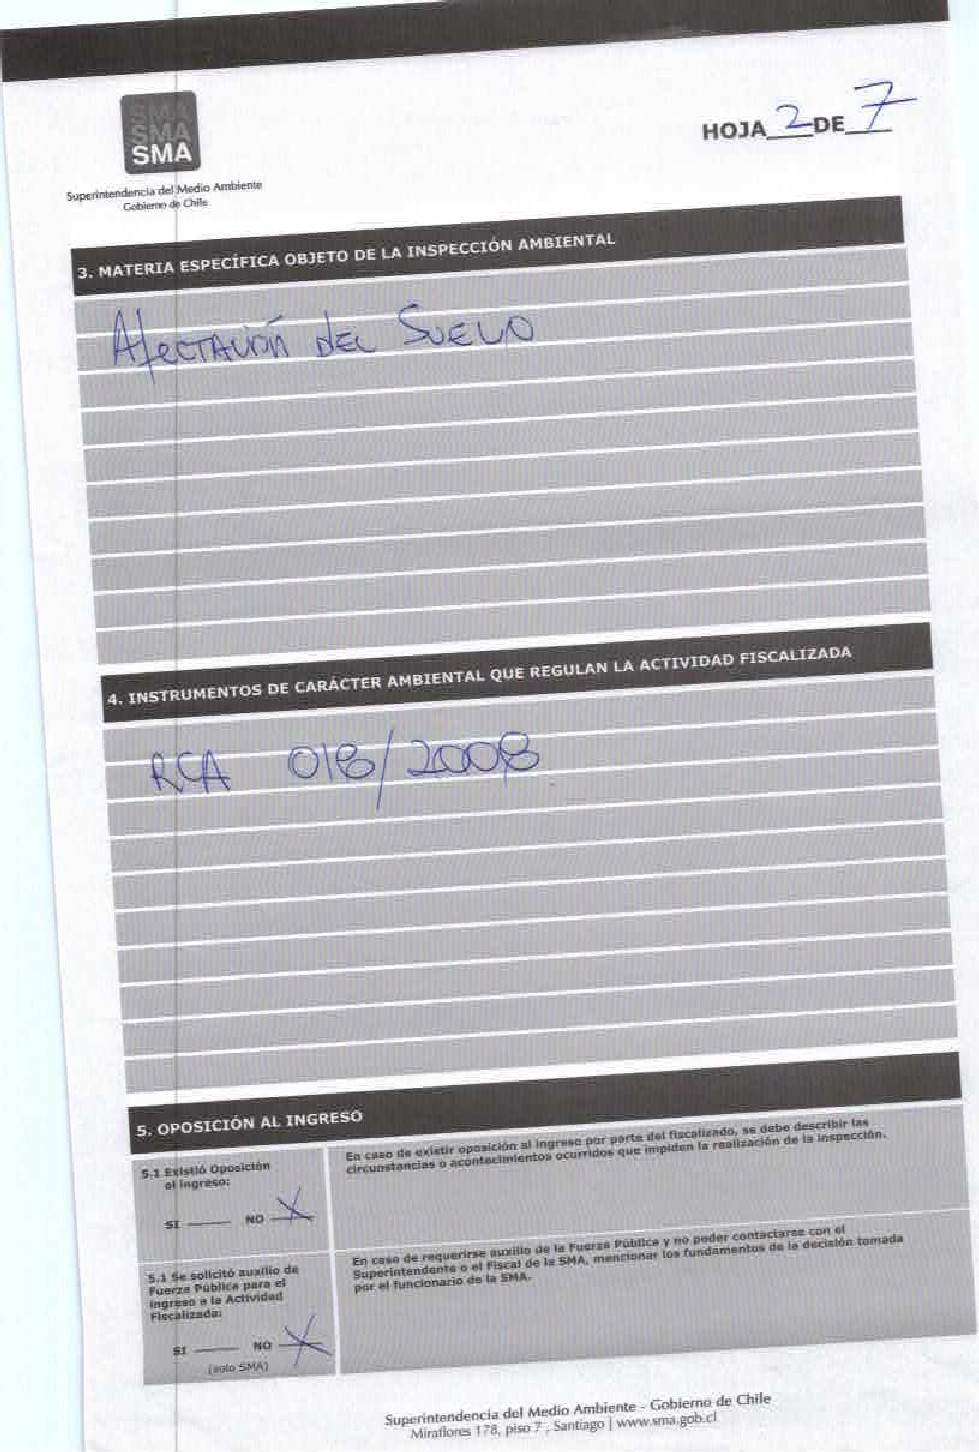 SMA
SMA
SMA
Superintendencia del Medio Ambiente
Gobierno de Chile
HOJA 2 DE 7
3. MATERIA ESPECÍFICA OBJETO DE LA INSPECCIÓN AMBIENTAL
Afectación del Suelo
4. INSTRUMENTOS DE CARÁCTER AMBIENTAL QUE REGULAN LA ACTIVIDAD FISCALIZADA
RCA 018/2008
5. OPOSICIÓN AL INGRESO
5.1 Existió Oposición
al Ingreso:
SI ____ NO X
En caso de existir oposición al ingreso por parte del fiscalizado, se debe describir las
circunstancias o acontecimientos ocurridos que impiden la realización de la inspección.
5.1 Se solicitó auxilio de
Fuerza Pública para el
ingreso a la Actividad
Fiscalizada:
SI ____ NO X
(solo SMA)
En caso de requerirse auxilio de la Fuerza Pública y no poder contactarse con el
Superintendente o el Fiscal de la SMA, mencionar los fundamentos de la decisión tomada
por el funcionario de la SMA.
Superintendencia del Medio Ambiente - Gobierno de Chile
Miraflores 178, piso 7, Santiago | www.sma.gob.cl